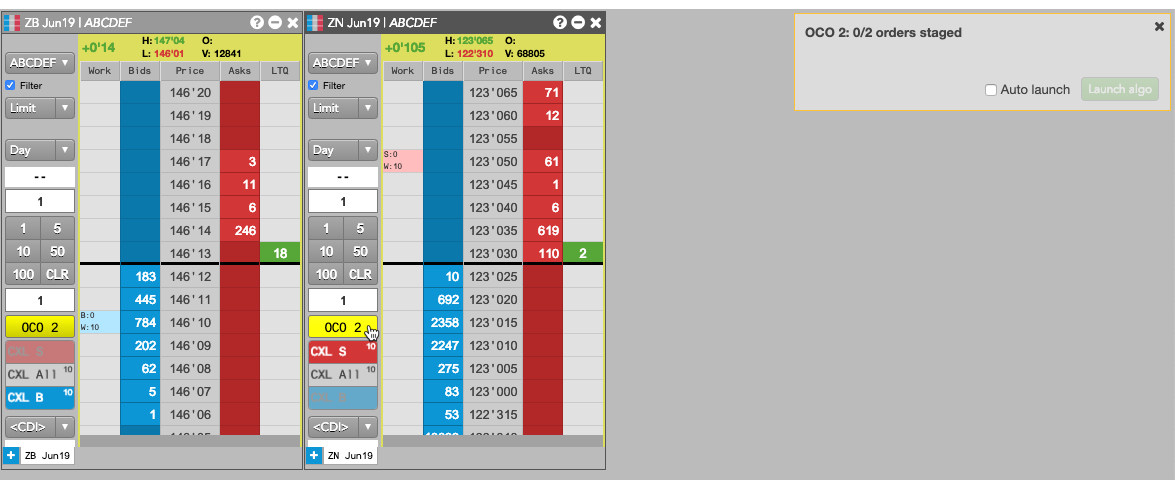 ZB Jun19 | ABCDEF
+0'14
H: 147'04 O:
L: 146'01 V: 12841
ABCDEF
Filter
Limit
Day
--
1
1 5
10 50
100 CLR
1
OCO 2
CXL S
CXL All 10
CXL B 10
<CDI>
Work Bids Price Asks LTQ
146'20
146'19
146'18
146'17 3
146'16 11
146'15 6
146'14 246
146'13 18
183 146'12
445 146'11
B:0
W:10
784 146'10
202 146'09
62 146'08
5 146'07
1 146'06
+ ZB Jun19
ZN Jun19 | ABCDEF
+0'105
H: 123'065 O:
L: 122'310 V: 68805
ABCDEF
Filter
Limit
Day
--
1
1 5
10 50
100 CLR
1
OCO 2
CXL S 10
CXL All 10
<CDI>
Work Bids Price Asks LTQ
123'065 71
123'060 12
123'055
S:0
W:10
123'050 61
123'045 1
123'040 6
123'035 619
123'030 110 2
10 123'025
692 123'020
2358 123'015
2247 123'010
275 123'005
83 123'000
53 122'315
+ ZN Jun19
OCO 2: 0/2 orders staged
Auto launch
Launch algo